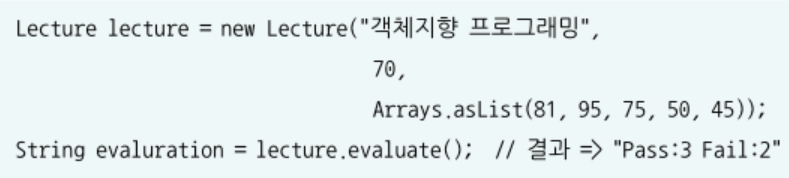 Lecture lecture = new Lecture("객체지향 프로그래밍",
70,
Arrays.asList(81, 95, 75, 50, 45));
String evaluration = lecture.evaluate(); // 결과 => "Pass:3 Fail:2"